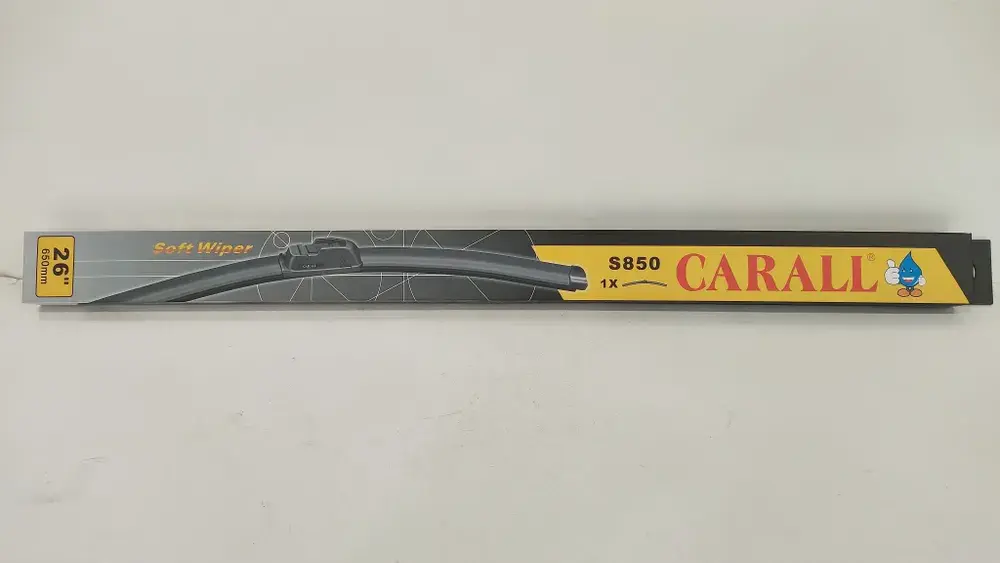 26"
650mm
Soft Wiper
S850
1X
CARALL®